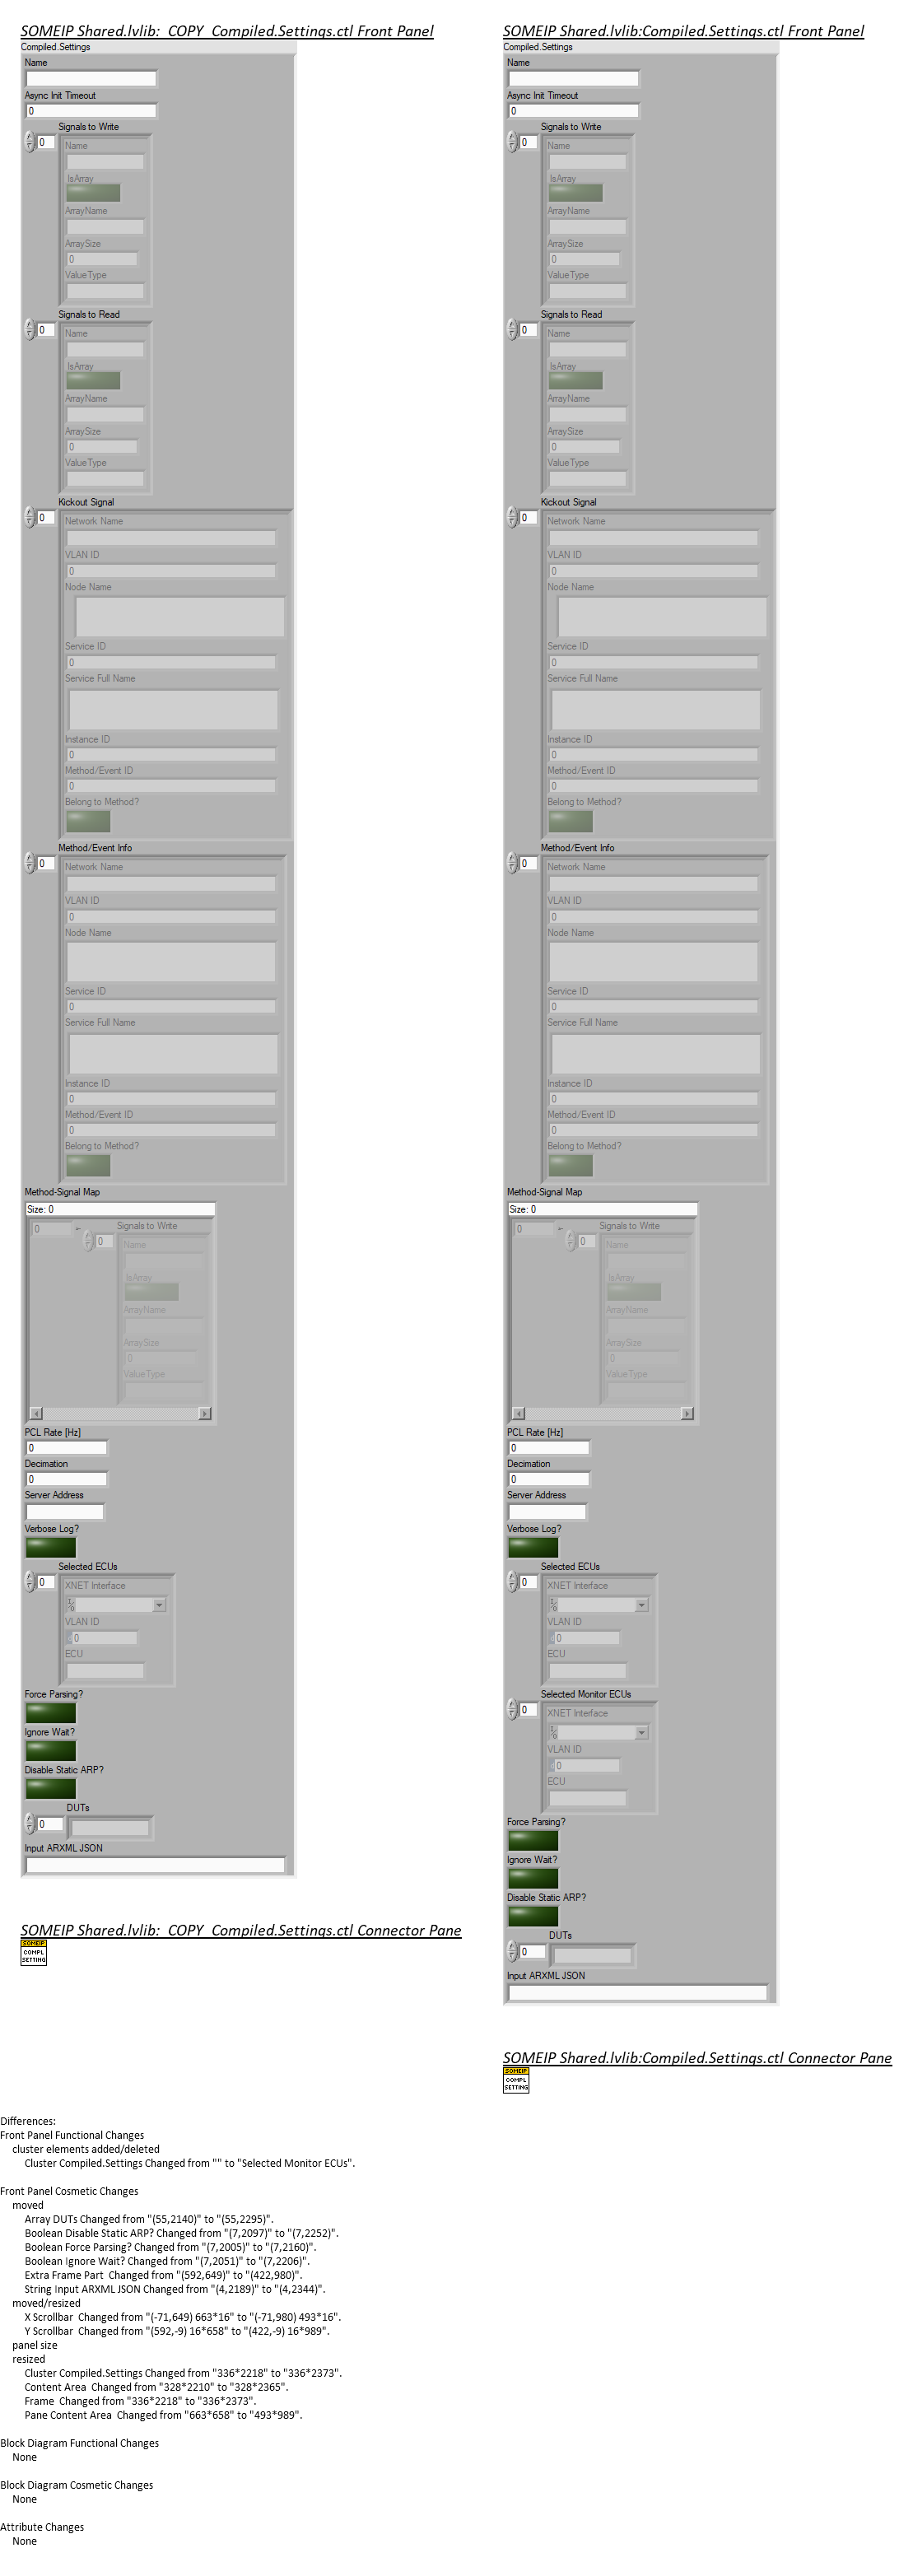 SOMEIP Shared.lvlib:_COPY_Compiled.Settings.ctl Front Panel
Compiled.Settings
Name
Async Init Timeout
0
Signals to Write
0
Name
IsArray
ArrayName
ArraySize
0
ValueType
Signals to Read
0
Name
IsArray
ArrayName
ArraySize
0
ValueType
Kickout Signal
0
Network Name
VLAN ID
0
Node Name
Service ID
0
Service Full Name
Instance ID
0
Method/Event ID
0
Belong to Method?
Method/Event Info
0
Network Name
VLAN ID
0
Node Name
Service ID
0
Service Full Name
Instance ID
0
Method/Event ID
0
Belong to Method?
Method-Signal Map
Size: 0
0
Signals to Write
0
Name
IsArray
ArrayName
ArraySize
0
ValueType
PCL Rate [Hz]
0
Decimation
0
Server Address
Verbose Log?
Selected ECUs
0
XNET Interface
VLAN ID
0
ECU
Force Parsing?
Ignore Wait?
Disable Static ARP?
DUTs
0
Input ARXML JSON
SOMEIP Shared.lvlib:_COPY_Compiled.Settings.ctl Connector Pane
SOMEIP
COMPL
SETTING
SOMEIP Shared.lvlib:Compiled.Settings.ctl Front Panel
Compiled.Settings
Name
Async Init Timeout
0
Signals to Write
0
Name
IsArray
ArrayName
ArraySize
0
ValueType
Signals to Read
0
Name
IsArray
ArrayName
ArraySize
0
ValueType
Kickout Signal
0
Network Name
VLAN ID
0
Node Name
Service ID
0
Service Full Name
Instance ID
0
Method/Event ID
0
Belong to Method?
Method/Event Info
0
Network Name
VLAN ID
0
Node Name
Service ID
0
Service Full Name
Instance ID
0
Method/Event ID
0
Belong to Method?
Method-Signal Map
Size: 0
0
Signals to Write
0
Name
IsArray
ArrayName
ArraySize
0
ValueType
PCL Rate [Hz]
0
Decimation
0
Server Address
Verbose Log?
Selected ECUs
0
XNET Interface
VLAN ID
0
ECU
Selected Monitor ECUs
0
XNET Interface
VLAN ID
0
ECU
Force Parsing?
Ignore Wait?
Disable Static ARP?
DUTs
0
Input ARXML JSON
SOMEIP Shared.lvlib:Compiled.Settings.ctl Connector Pane
SOMEIP
COMPL
SETTING
Differences:
Front Panel Functional Changes
cluster elements added/deleted
Cluster Compiled.Settings Changed from "" to "Selected Monitor ECUs".
Front Panel Cosmetic Changes
moved
Array DUTs Changed from "(55,2140)" to "(55,2295)".
Boolean Disable Static ARP? Changed from "(7,2097)" to "(7,2252)".
Boolean Force Parsing? Changed from "(7,2005)" to "(7,2160)".
Boolean Ignore Wait? Changed from "(7,2051)" to "(7,2206)".
Extra Frame Part  Changed from "(592,649)" to "(422,980)".
String Input ARXML JSON Changed from "(4,2189)" to "(4,2344)".
moved/resized
X Scrollbar  Changed from "(-71,649) 663*16" to "(-71,980) 493*16".
Y Scrollbar  Changed from "(592,-9) 16*658" to "(422,-9) 16*989".
panel size
resized
Cluster Compiled.Settings Changed from "336*2218" to "336*2373".
Content Area  Changed from "328*2210" to "328*2365".
Frame  Changed from "336*2218" to "336*2373".
Pane Content Area  Changed from "663*658" to "493*989".
Block Diagram Functional Changes
None
Block Diagram Cosmetic Changes
None
Attribute Changes
None